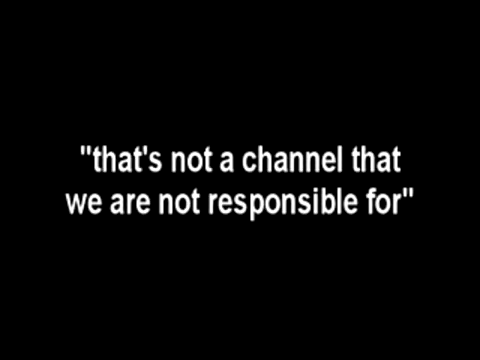 "that's not a channel that
we are not responsible for"